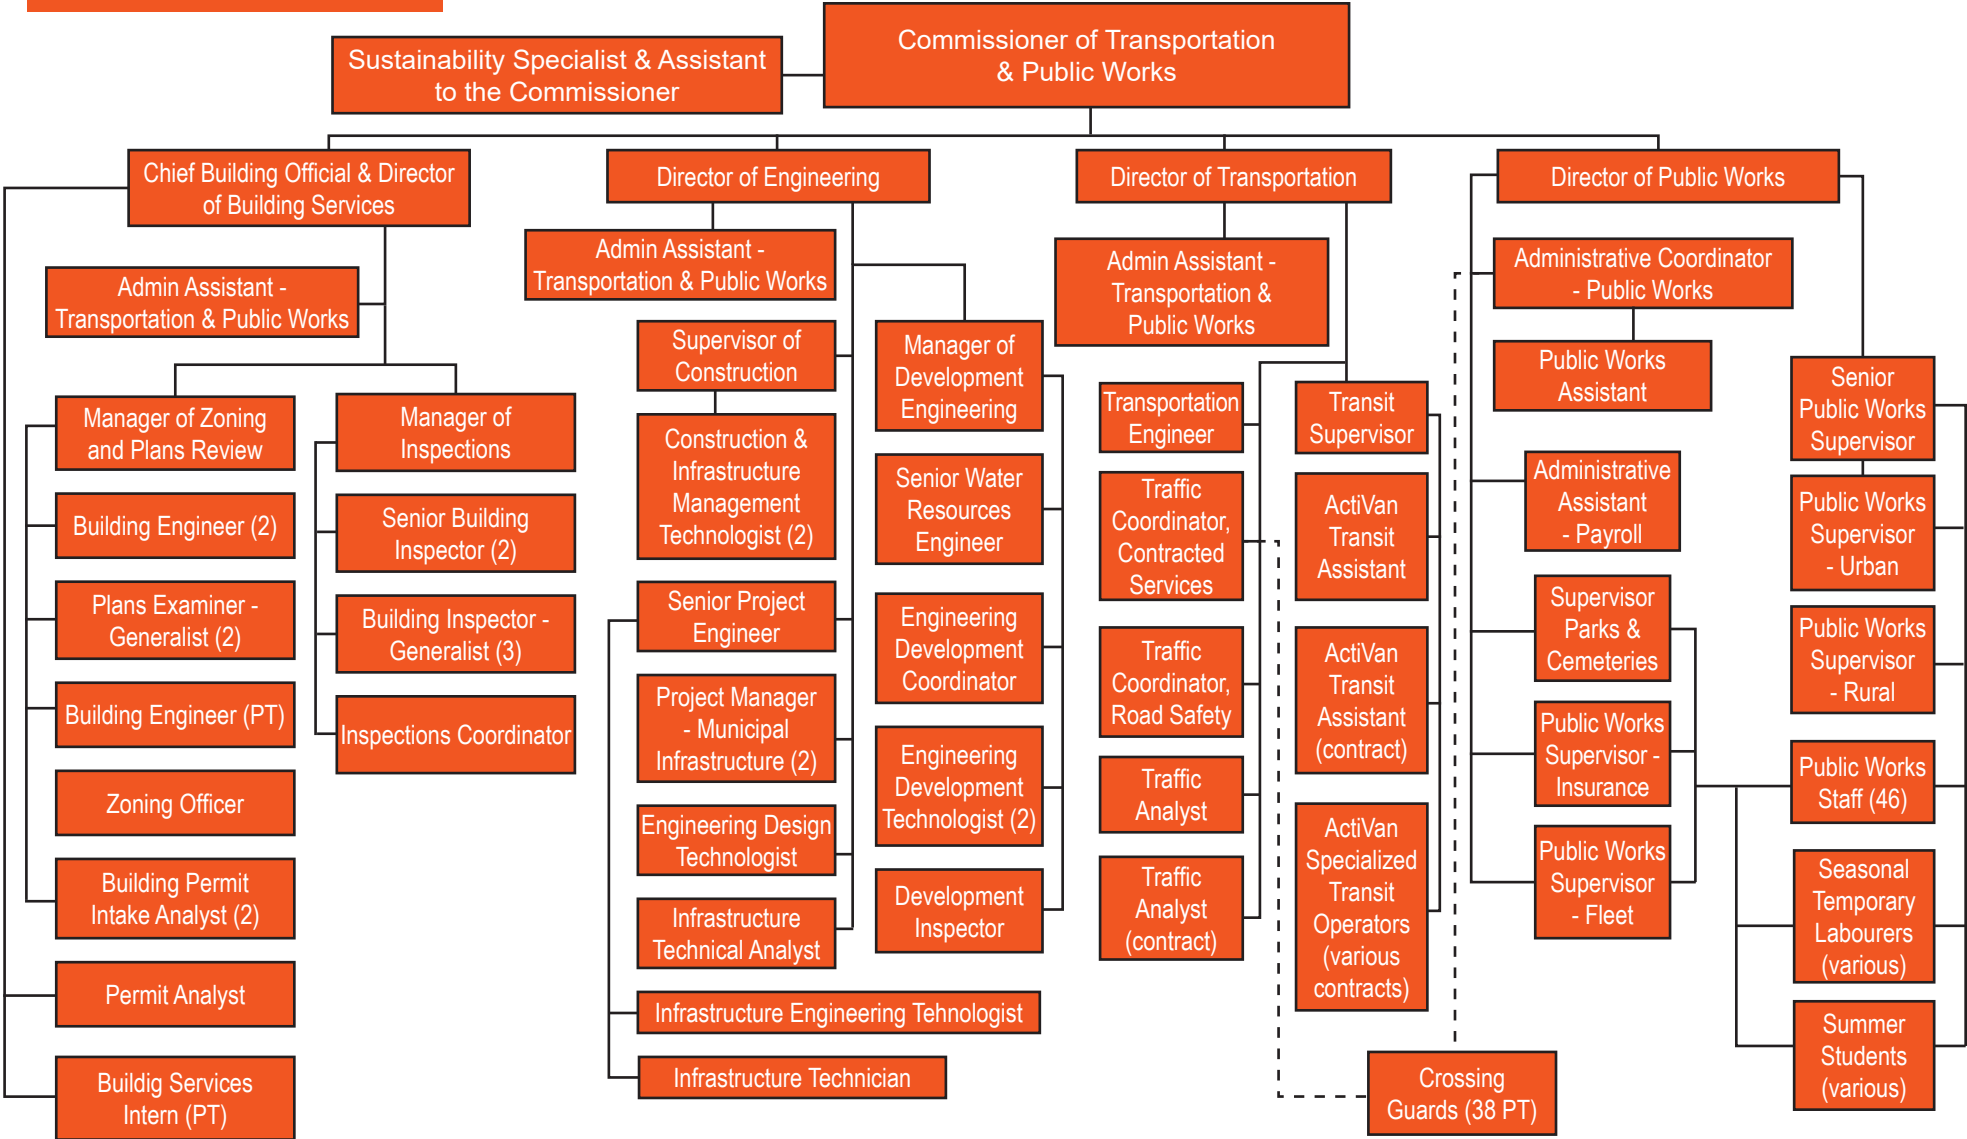 Commissioner of Transportation
& Public Works
Sustainability Specialist & Assistant
to the Commissioner
Chief Building Official & Director
of Building Services
Admin Assistant -
Transportation & Public Works
Manager of Zoning
and Plans Review
Building Engineer (2)
Plans Examiner -
Generalist (2)
Building Engineer (PT)
Zoning Officer
Building Permit
Intake Analyst (2)
Permit Analyst
Buildig Services
Intern (PT)
Manager of
Inspections
Senior Building
Inspector (2)
Building Inspector -
Generalist (3)
Inspections Coordinator
Director of Engineering
Admin Assistant -
Transportation & Public Works
Supervisor of
Construction
Construction &
Infrastructure
Management
Technologist (2)
Senior Project
Engineer
Project Manager
- Municipal
Infrastructure (2)
Engineering Design
Technologist
Infrastructure
Technical Analyst
Infrastructure Engineering Tehnologist
Infrastructure Technician
Manager of
Development
Engineering
Senior Water
Resources
Engineer
Engineering
Development
Coordinator
Engineering
Development
Technologist (2)
Development
Inspector
Director of Transportation
Admin Assistant -
Transportation &
Public Works
Transportation
Engineer
Traffic
Coordinator,
Contracted
Services
Traffic
Coordinator,
Road Safety
Traffic
Analyst
Traffic
Analyst
(contract)
Transit
Supervisor
ActiVan
Transit
Assistant
ActiVan
Transit
Assistant
(contract)
ActiVan
Specialized
Transit
Operators
(various
contracts)
Director of Public Works
Administrative Coordinator
- Public Works
Public Works
Assistant
Administrative
Assistant
- Payroll
Supervisor
Parks &
Cemeteries
Public Works
Supervisor -
Insurance
Public Works
Supervisor
- Fleet
Crossing
Guards (38 PT)
Senior
Public Works
Supervisor
Public Works
Supervisor
- Urban
Public Works
Supervisor
- Rural
Public Works
Staff (46)
Seasonal
Temporary
Labourers
(various)
Summer
Students
(various)